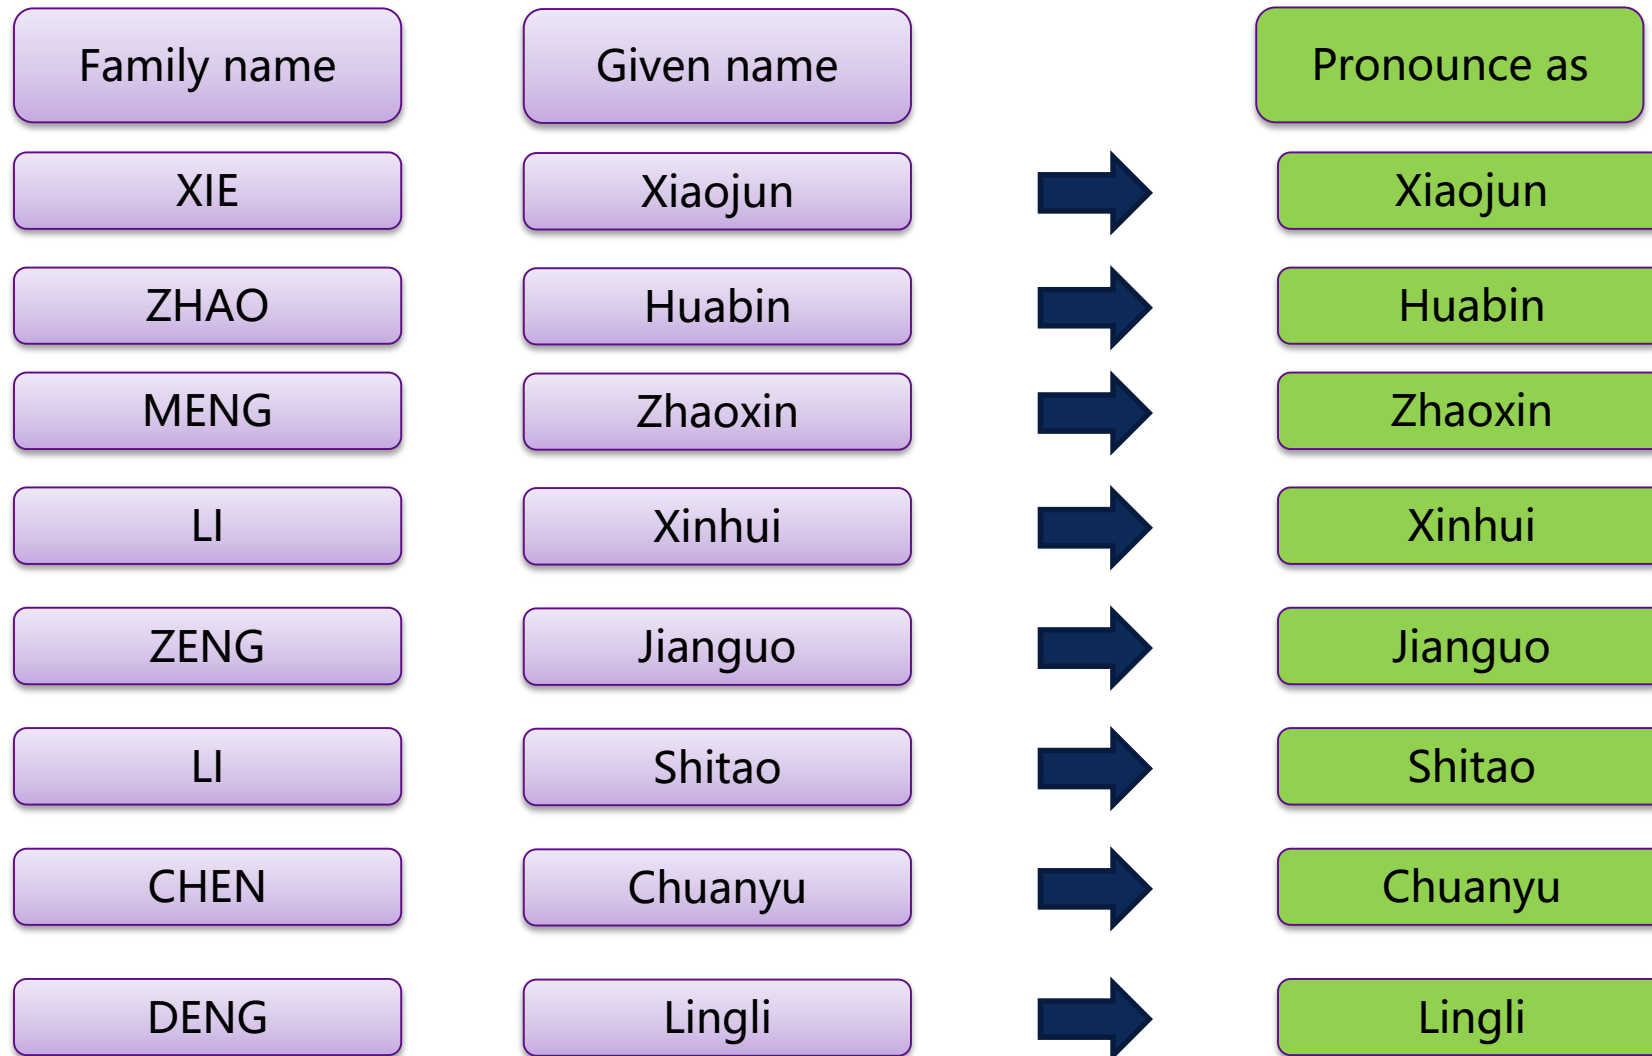 Family name Given name Pronounce as
XIE Xiaojun Xiaojun
ZHAO Huabin Huabin
MENG Zhaoxin Zhaoxin
LI Xinhui Xinhui
ZENG Jianguo Jianguo
LI Shitao Shitao
CHEN Chuanyu Chuanyu
DENG Lingli Lingli